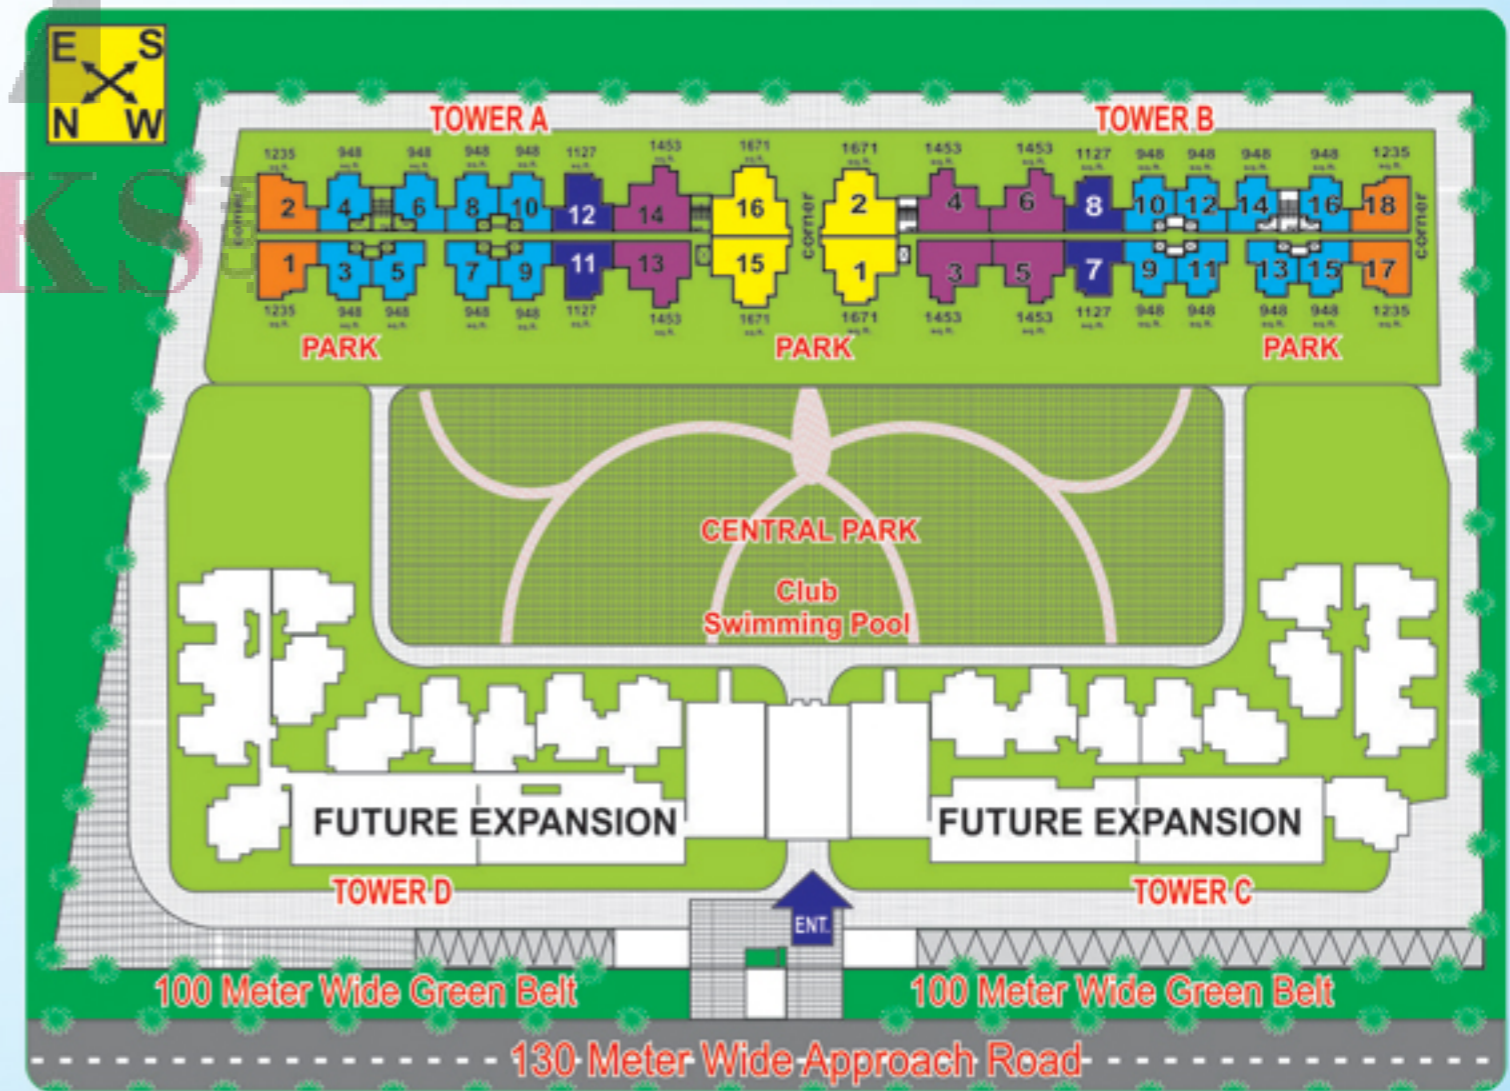 E S
N W
TOWER A
TOWER B
1235 948 948 948 948 1127 1453 1671 1671 1453 1453 1127 948 948 948 948 1235
2 4 6 8 10 12 14 16 2 4 6 8 10 12 14 16 18
corner corner corner
1 3 5 7 9 11 13 15 1 3 5 7 9 11 13 15 17
1235 948 948 948 948 1127 1453 1671 1671 1453 1453 1127 948 948 948 948 1235
PARK PARK PARK
CENTRAL PARK
Club
Swimming Pool
FUTURE EXPANSION FUTURE EXPANSION
TOWER D TOWER C
ENT.
100 Meter Wide Green Belt 100 Meter Wide Green Belt
130 Meter Wide Approach Road
KS